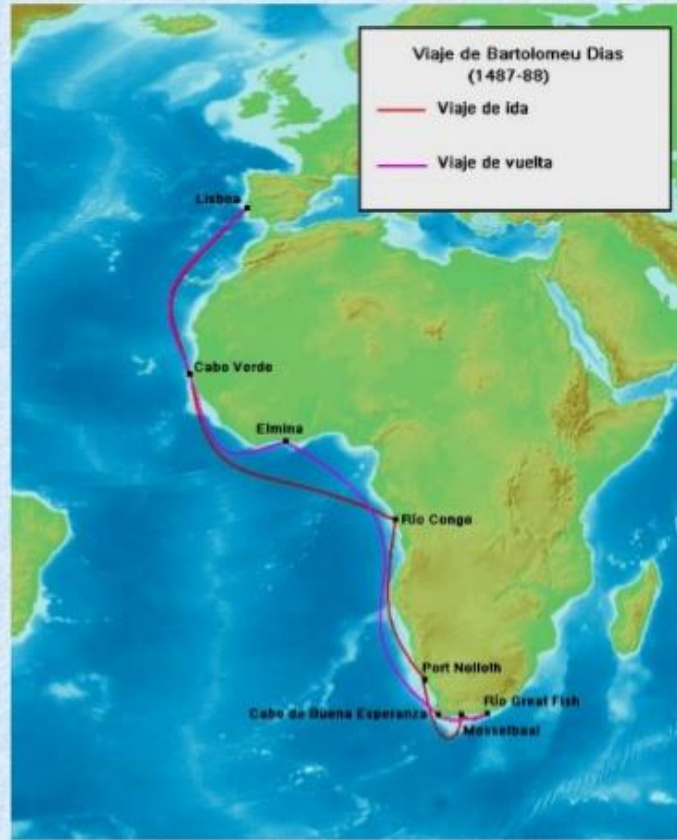 Viaje de Bartolomeu Dias
(1487-88)
Viaje de ida
Viaje de vuelta
Lisboa
Cabo Verde
Elmina
Río Congo
Port Nolloth
Río Great Fish
Cabo de Buena Esperanza
Mosselbaai